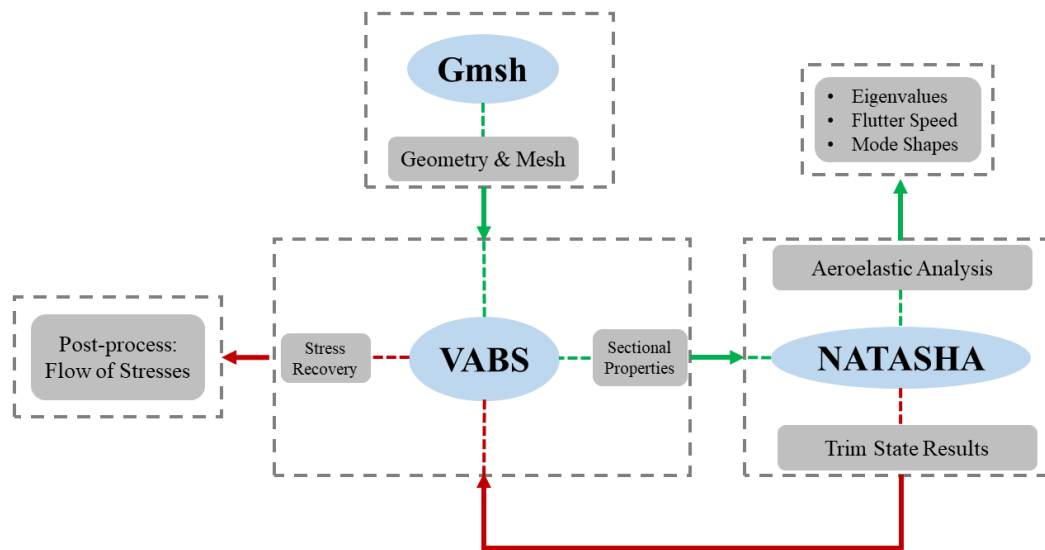 Gmsh
Geometry & Mesh
• Eigenvalues
• Flutter Speed
• Mode Shapes
Post-process:
Flow of Stresses
Stress
Recovery
VABS
Sectional
Properties
Aeroelastic Analysis
NATASHA
Trim State Results